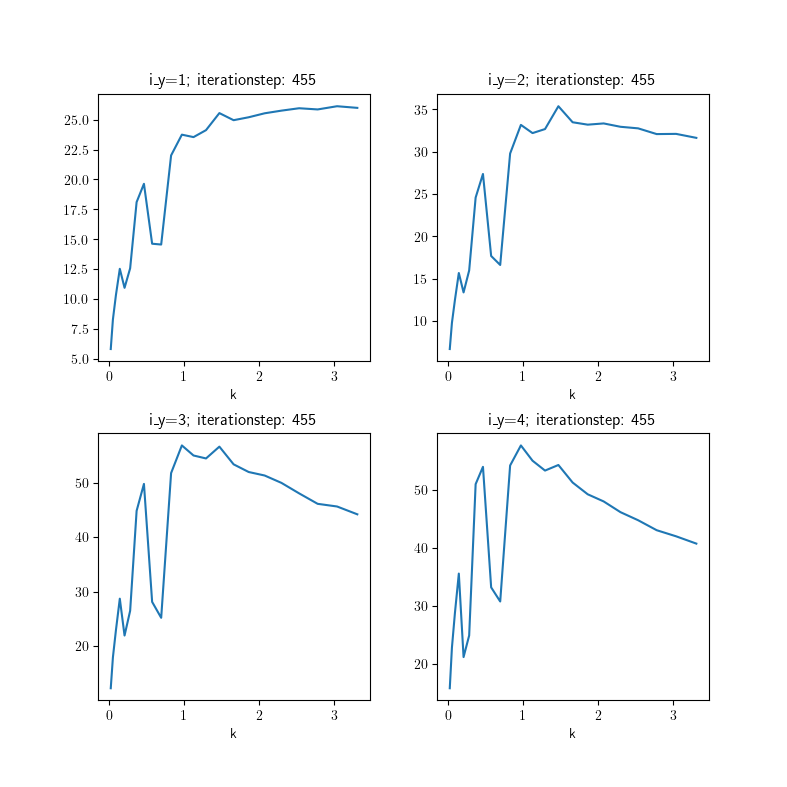 i_y=1; iterationstep: 455
25.0
22.5
20.0
17.5
15.0
12.5
10.0
7.5
5.0
0 1 2 3
k
i_y=2; iterationstep: 455
35
30
25
20
15
10
0 1 2 3
k
i_y=3; iterationstep: 455
50
40
30
20
0 1 2 3
k
i_y=4; iterationstep: 455
50
40
30
20
0 1 2 3
k